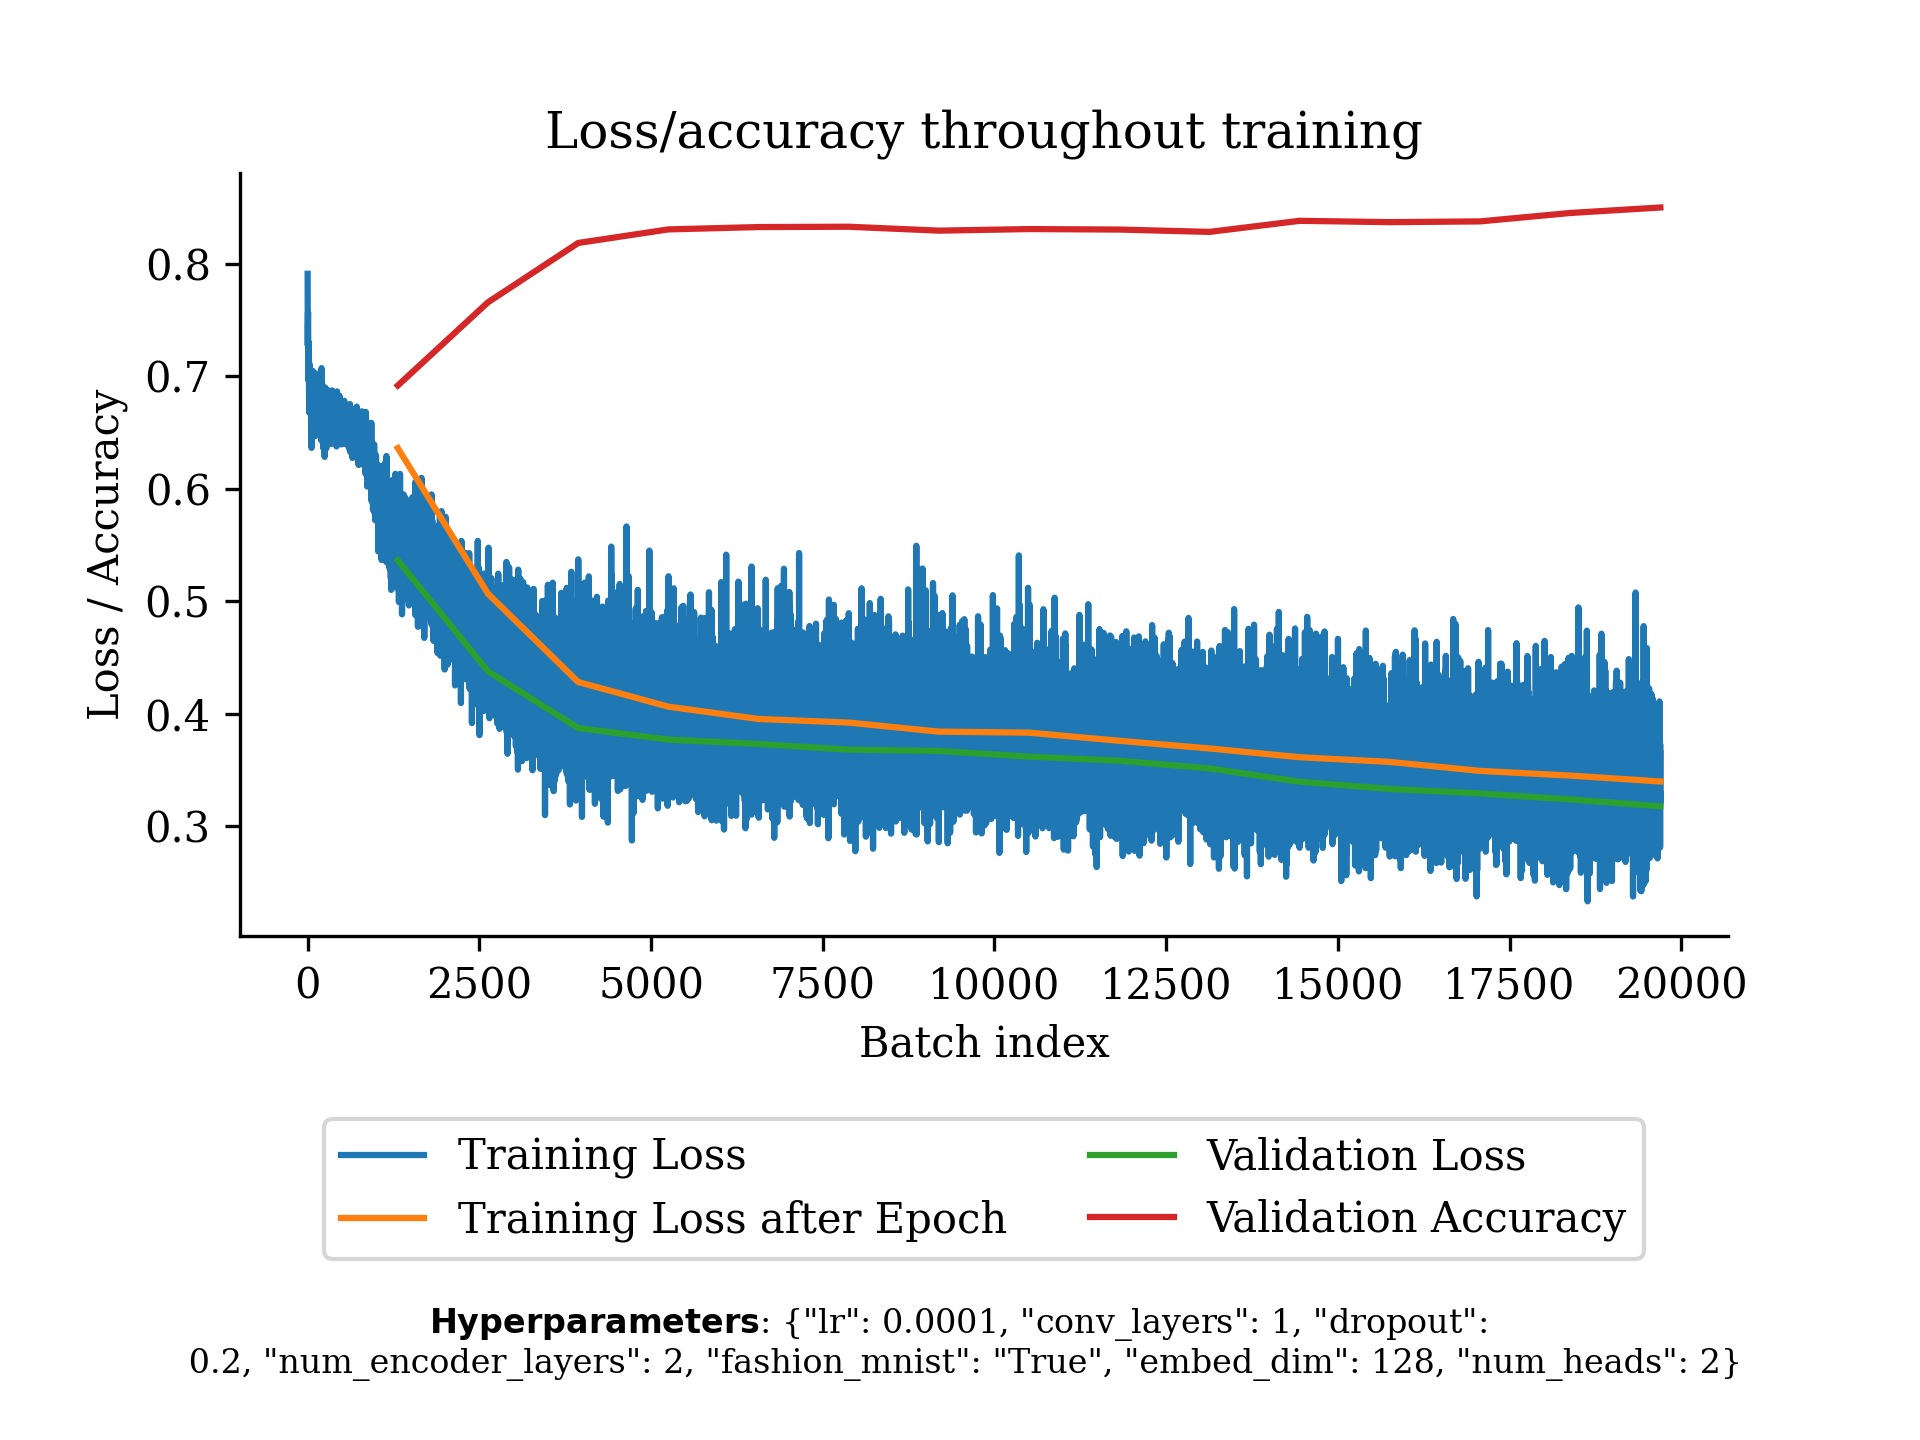 Loss/accuracy throughout training
Loss / Accuracy
0.8
0.7
0.6
0.5
0.4
0.3
0 2500 5000 7500 10000 12500 15000 17500 20000
Batch index
Training Loss
Training Loss after Epoch
Validation Loss
Validation Accuracy
Hyperparameters: {"lr": 0.0001, "conv_layers": 1, "dropout":
0.2, "num_encoder_layers": 2, "fashion_mnist": "True", "embed_dim": 128, "num_heads": 2}